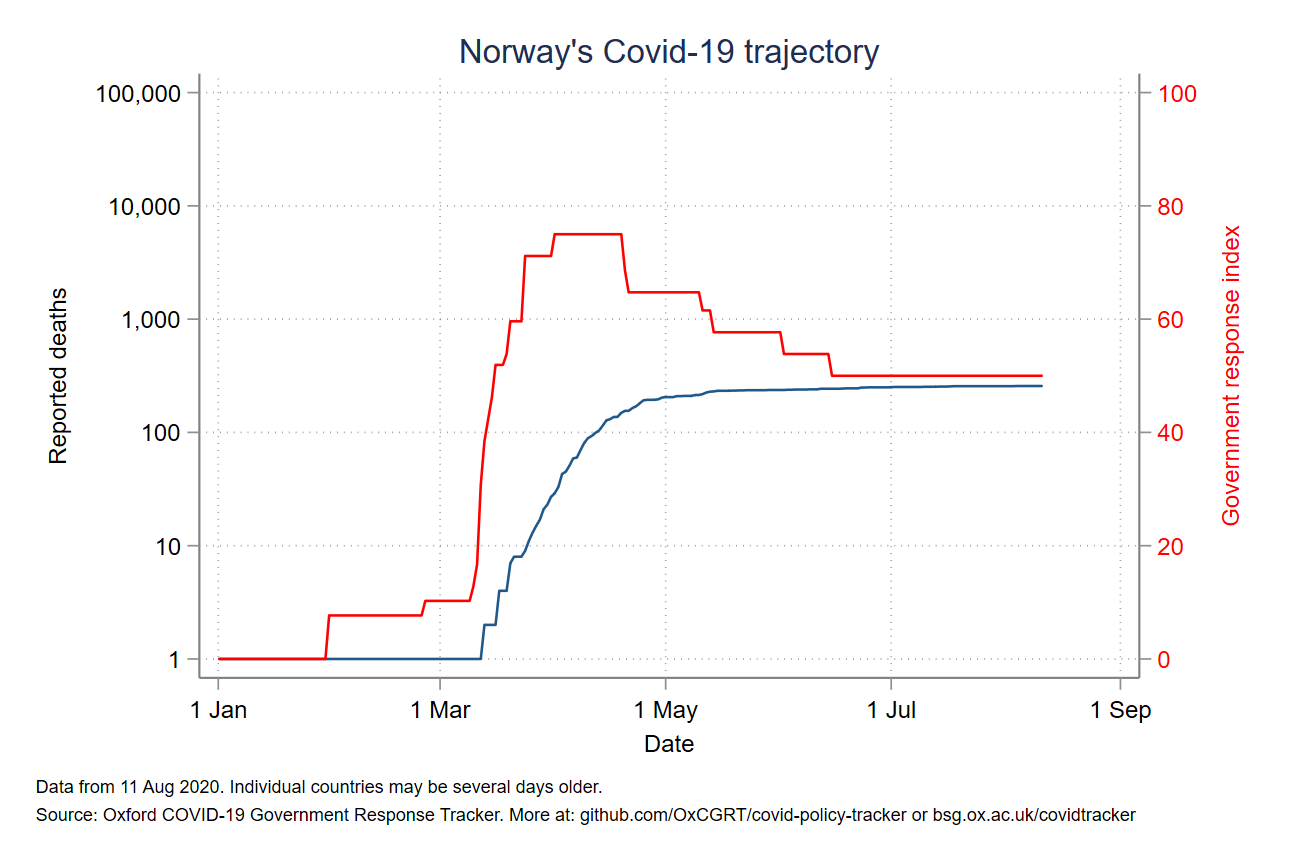 Norway's Covid-19 trajectory
100,000
10,000
1,000
100
10
1
Reported deaths
100
80
60
40
20
0
Government response index
1 Jan 1 Mar 1 May 1 Jul 1 Sep
Date
Data from 11 Aug 2020. Individual countries may be several days older.
Source: Oxford COVID-19 Government Response Tracker. More at: github.com/OxCGRT/covid-policy-tracker or bsg.ox.ac.uk/covidtracker